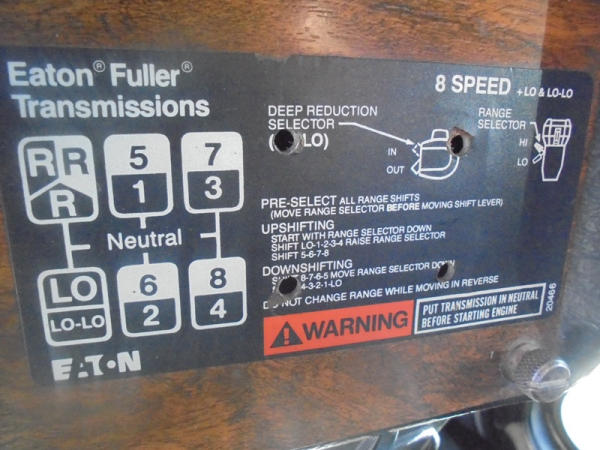 Eaton® Fuller®
Transmissions
8 SPEED + LO & LO-LO
R R R
5
1
7
3
Neutral
LO
LO-LO
6
2
8
4
EATON
DEEP REDUCTION
SELECTOR
LO)
IN
OUT
RANGE
SELECTOR
HI
LO
PRE-SELECT ALL RANGE SHIFTS
(MOVE RANGE SELECTOR BEFORE MOVING SHIFT LEVER)
UPSHIFTING
START WITH RANGE SELECTOR DOWN
SHIFT LO-1-2-3-4 RAISE RANGE SELECTOR
SHIFT 5-6-7-8
DOWNSHIFTING
SHIFT 8-7-6-5 MOVE RANGE SELECTOR DOWN
4-3-2-1-LO
DO NOT CHANGE RANGE WHILE MOVING IN REVERSE
WARNING
PUT TRANSMISSION IN NEUTRAL
BEFORE STARTING ENGINE
20466